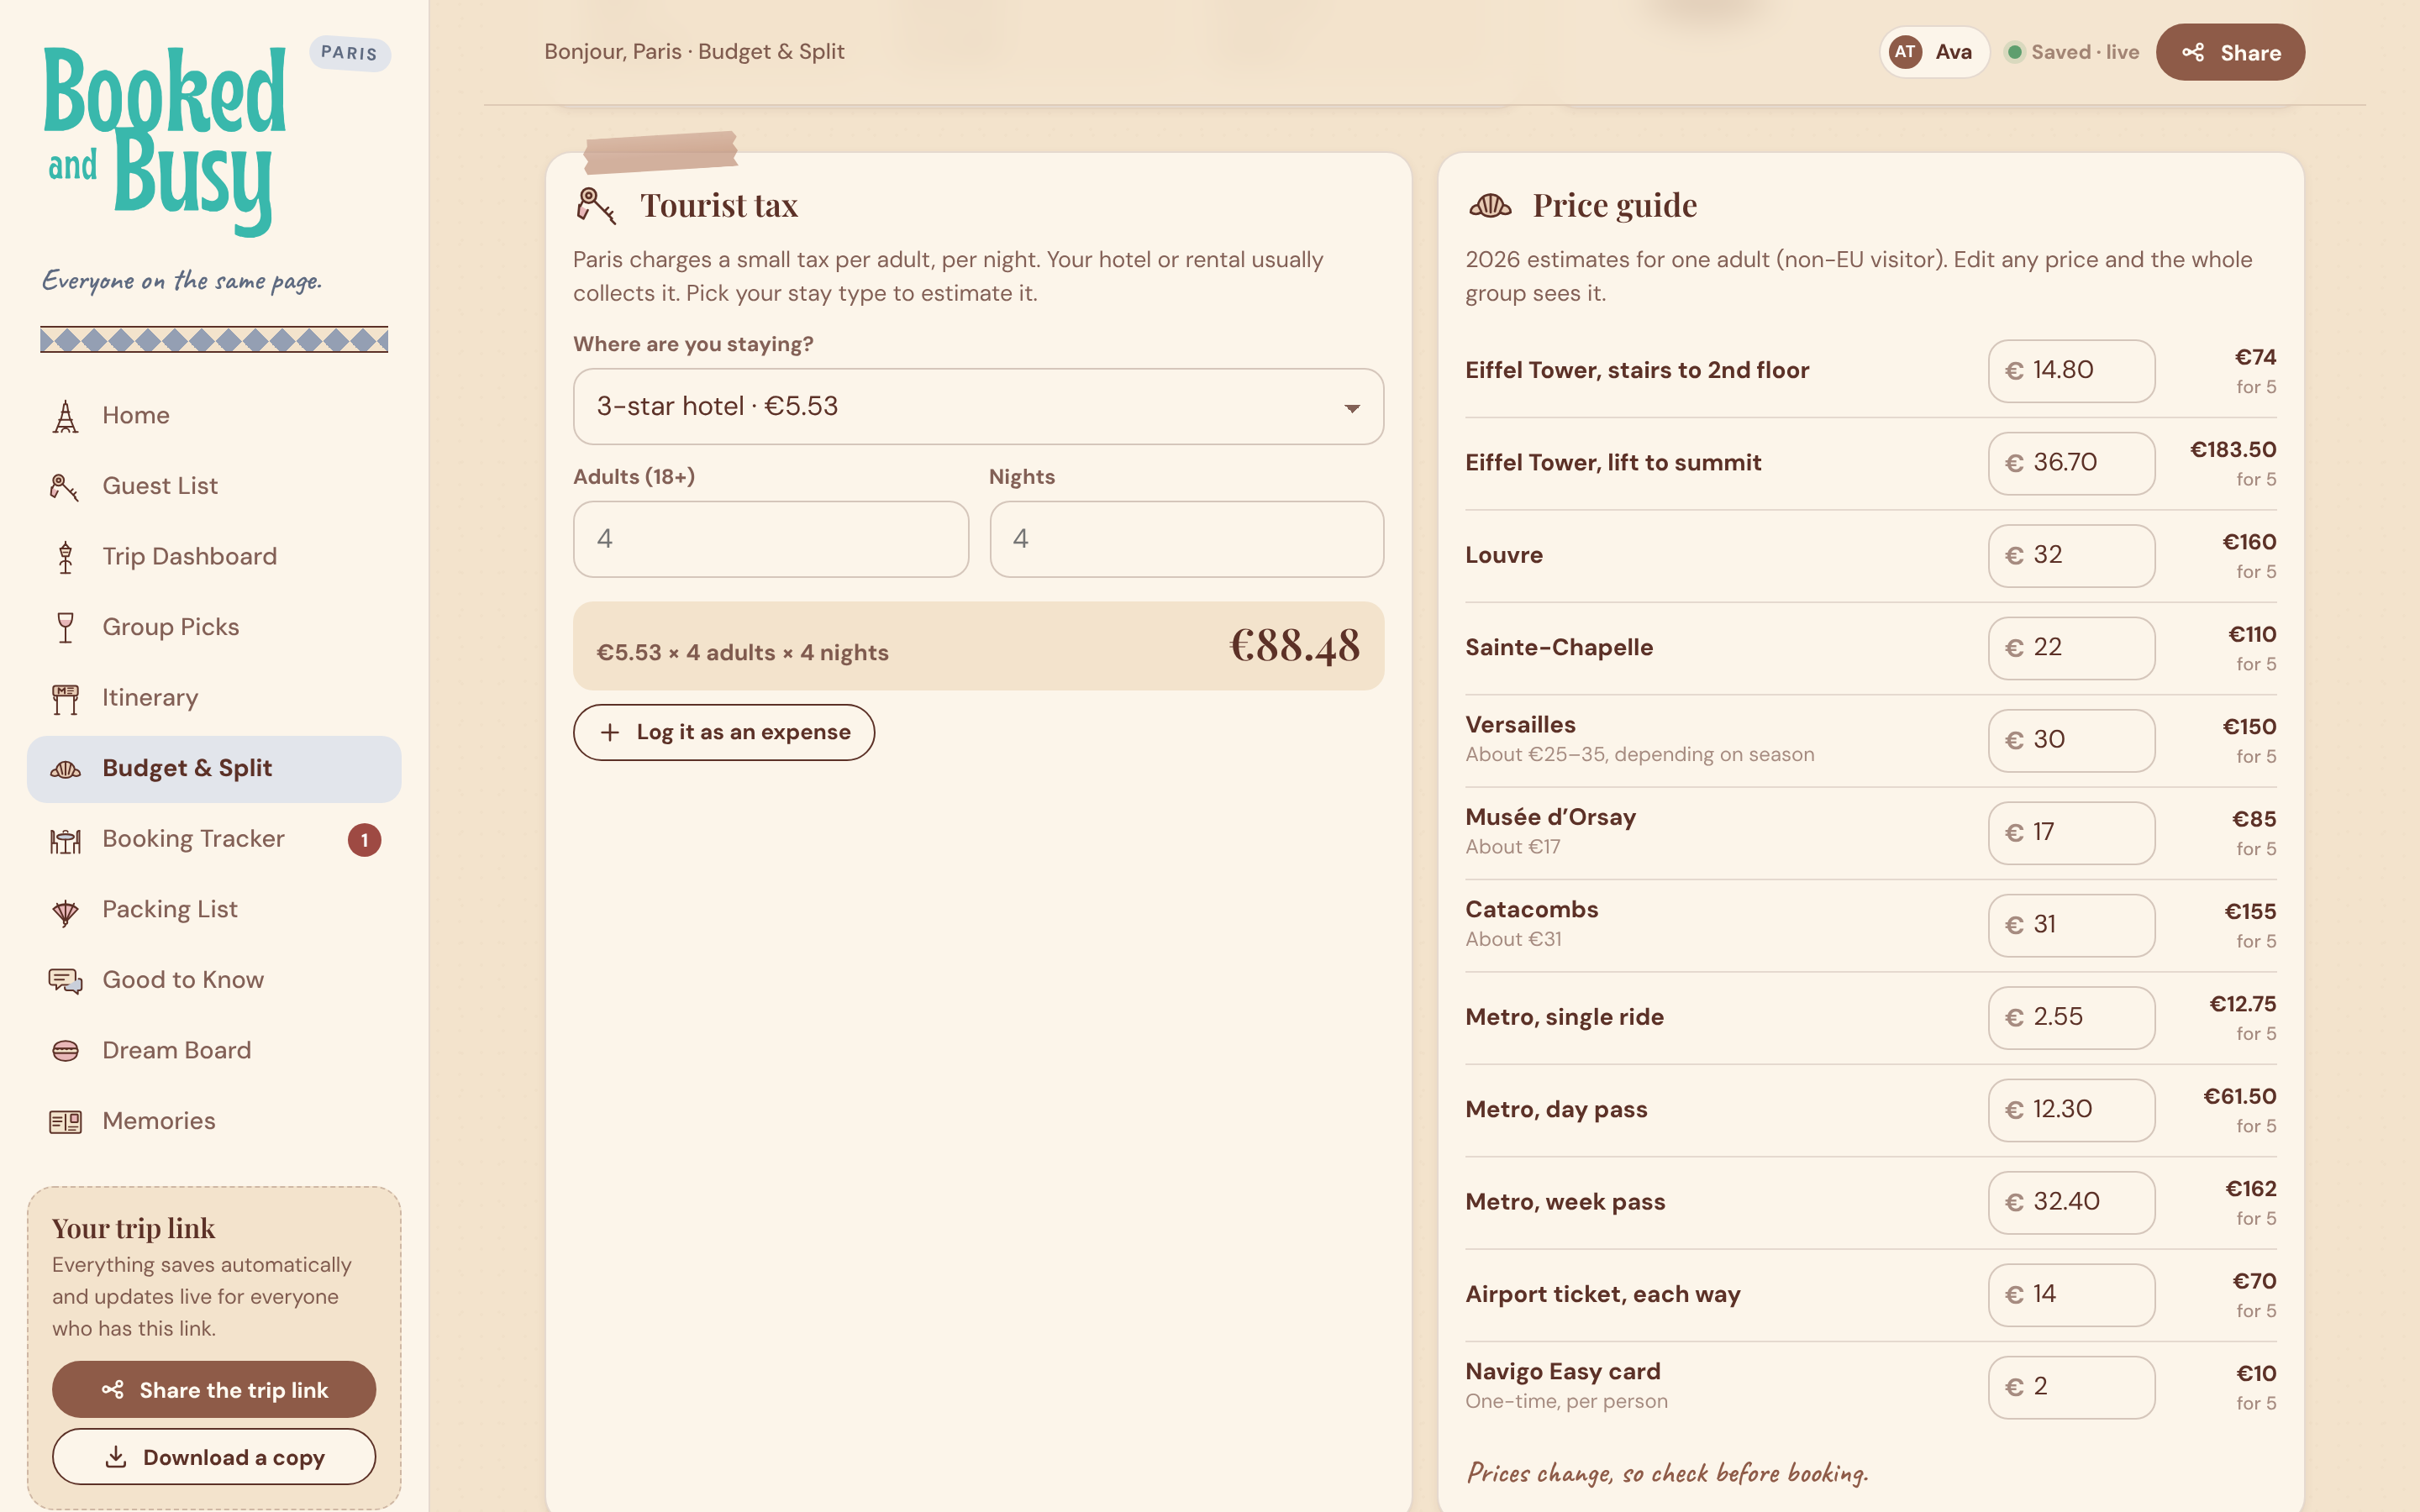 Booked
and Busy
PARIS
Everyone on the same page.
Home
Guest List
Trip Dashboard
Group Picks
Itinerary
Budget & Split
Booking Tracker 1
Packing List
Good to Know
Dream Board
Memories
Your trip link
Everything saves automatically
and updates live for everyone
who has this link.
Share the trip link
Download a copy
Bonjour, Paris · Budget & Split
AT Ava
Saved · live
Share
Tourist tax
Paris charges a small tax per adult, per night. Your hotel or rental usually
collects it. Pick your stay type to estimate it.
Where are you staying?
3-star hotel · €5.53
Adults (18+) Nights
4 4
€5.53 × 4 adults × 4 nights €88.48
Log it as an expense
Price guide
2026 estimates for one adult (non-EU visitor). Edit any price and the whole
group sees it.
Eiffel Tower, stairs to 2nd floor € 14.80 €74
for 5
Eiffel Tower, lift to summit € 36.70 €183.50
for 5
Louvre € 32 €160
for 5
Sainte-Chapelle € 22 €110
for 5
Versailles € 30 €150
About €25–35, depending on season for 5
Musée d’Orsay € 17 €85
About €17 for 5
Catacombs € 31 €155
About €31 for 5
Metro, single ride € 2.55 €12.75
for 5
Metro, day pass € 12.30 €61.50
for 5
Metro, week pass € 32.40 €162
for 5
Airport ticket, each way € 14 €70
for 5
Navigo Easy card € 2 €10
One-time, per person for 5
Prices change, so check before booking.